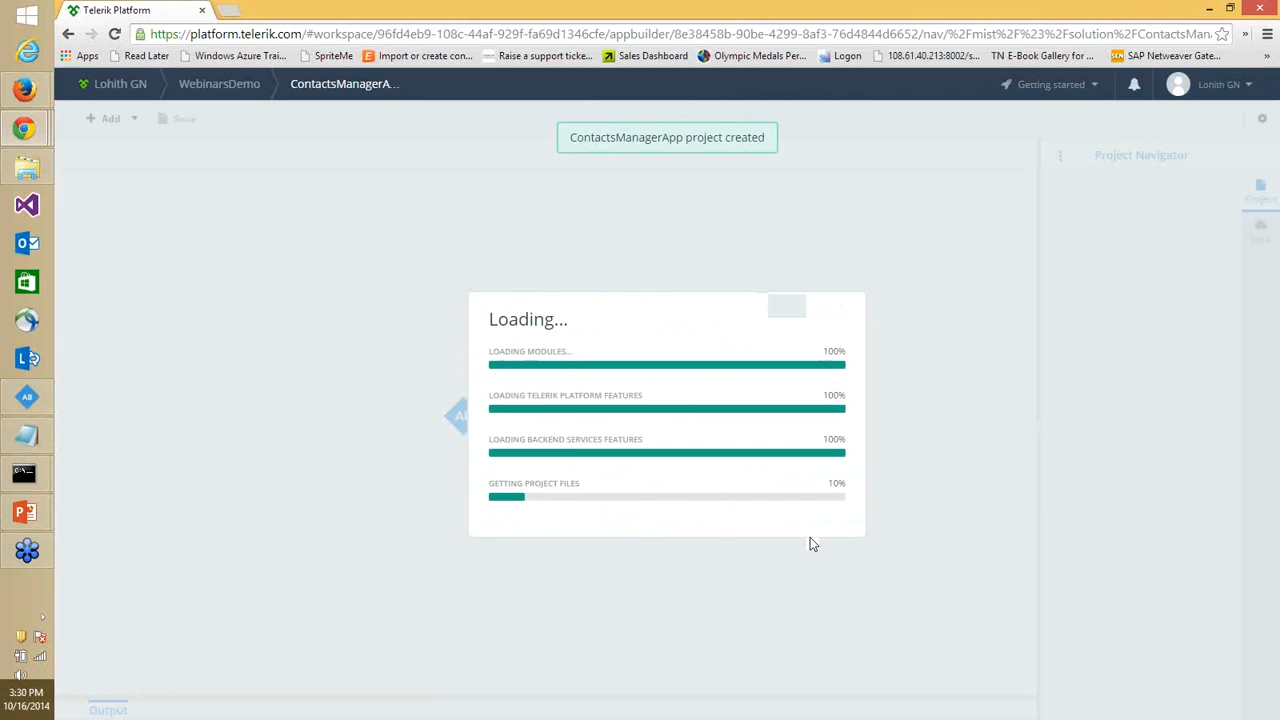 Telerik Platform
https://platform.telerik.com/#workspace/96fd4eb9-108c-44af-929f-fa69d1346cfe/appbuilder/8e38458b-90be-4299-8af3-76d4844d6652/nav/%2Fmist%2F%23%2Fsolution%2FContactsMan
Apps Read Later Windows Azure Trai... SpriteMe Import or create con... Raise a support ticke... Sales Dashboard Olympic Medals Per... Logon 108.61.40.213:8002/s... TN E-Book Gallery for ... SAP Netweaver Gate...
Lohith GN WebinarsDemo ContactsManagerA... Getting started Lohith GN
Add Save
ContactsManagerApp project created
Project Navigator
Project
Loading...
LOADING MODULES... 100%
LOADING TELERIK PLATFORM FEATURES 100%
LOADING BACKEND SERVICES FEATURES 100%
GETTING PROJECT FILES 10%
Output
3:30 PM
10/16/2014